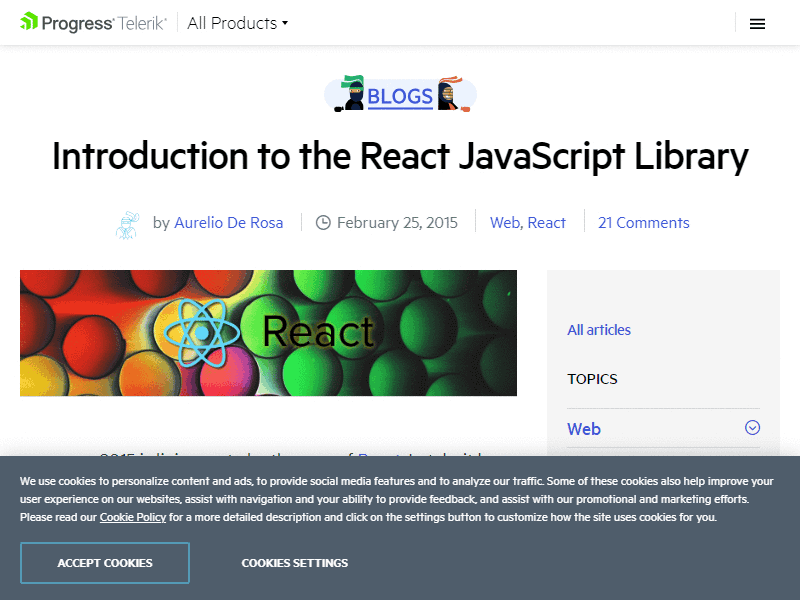 Progress Telerik
All Products
BLOGS
Introduction to the React JavaScript Library
by Aurelio De Rosa
February 25, 2015
Web, React
21 Comments
React
All articles
TOPICS
Web
We use cookies to personalize content and ads, to provide social media features and to analyze our traffic. Some of these cookies also help improve your
user experience on our websites, assist with navigation and your ability to provide feedback, and assist with our promotional and marketing efforts.
Please read our Cookie Policy for a more detailed description and click on the settings button to customize how the site uses cookies for you.
ACCEPT COOKIES
COOKIES SETTINGS